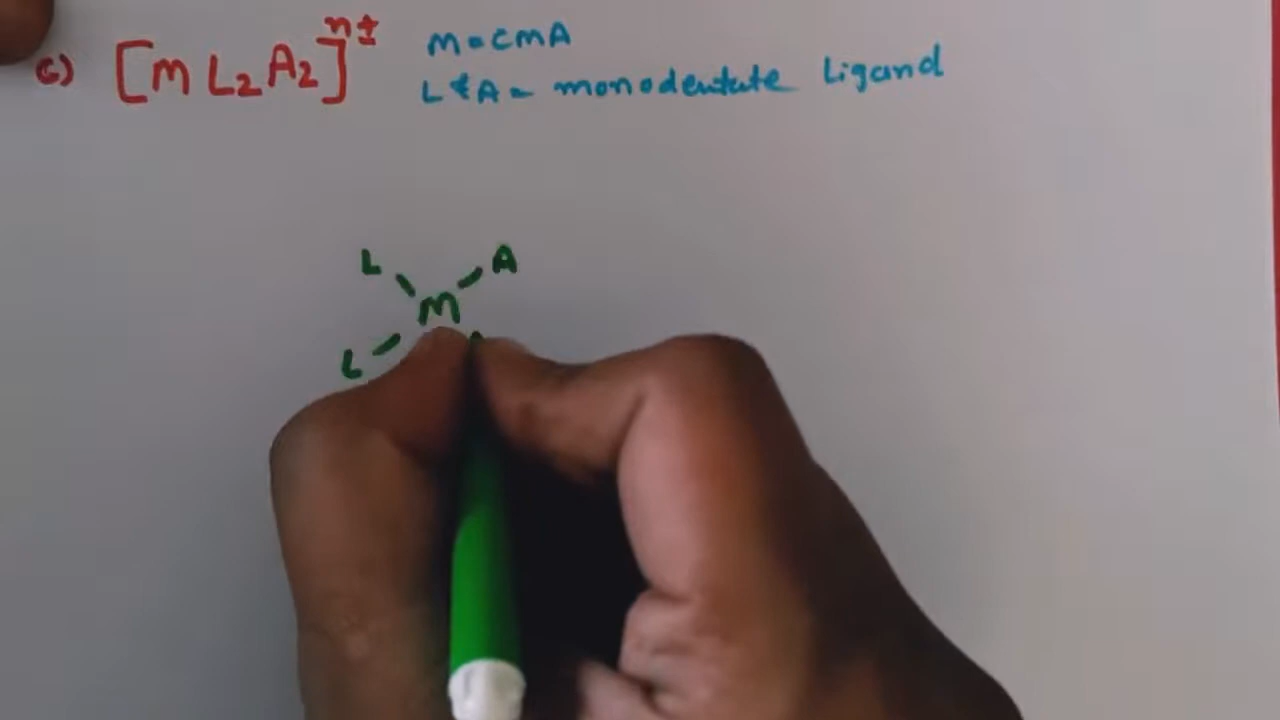 c) [M L2 A2]n±
M = CMA
L & A = monodentate Ligand
L A
M
L